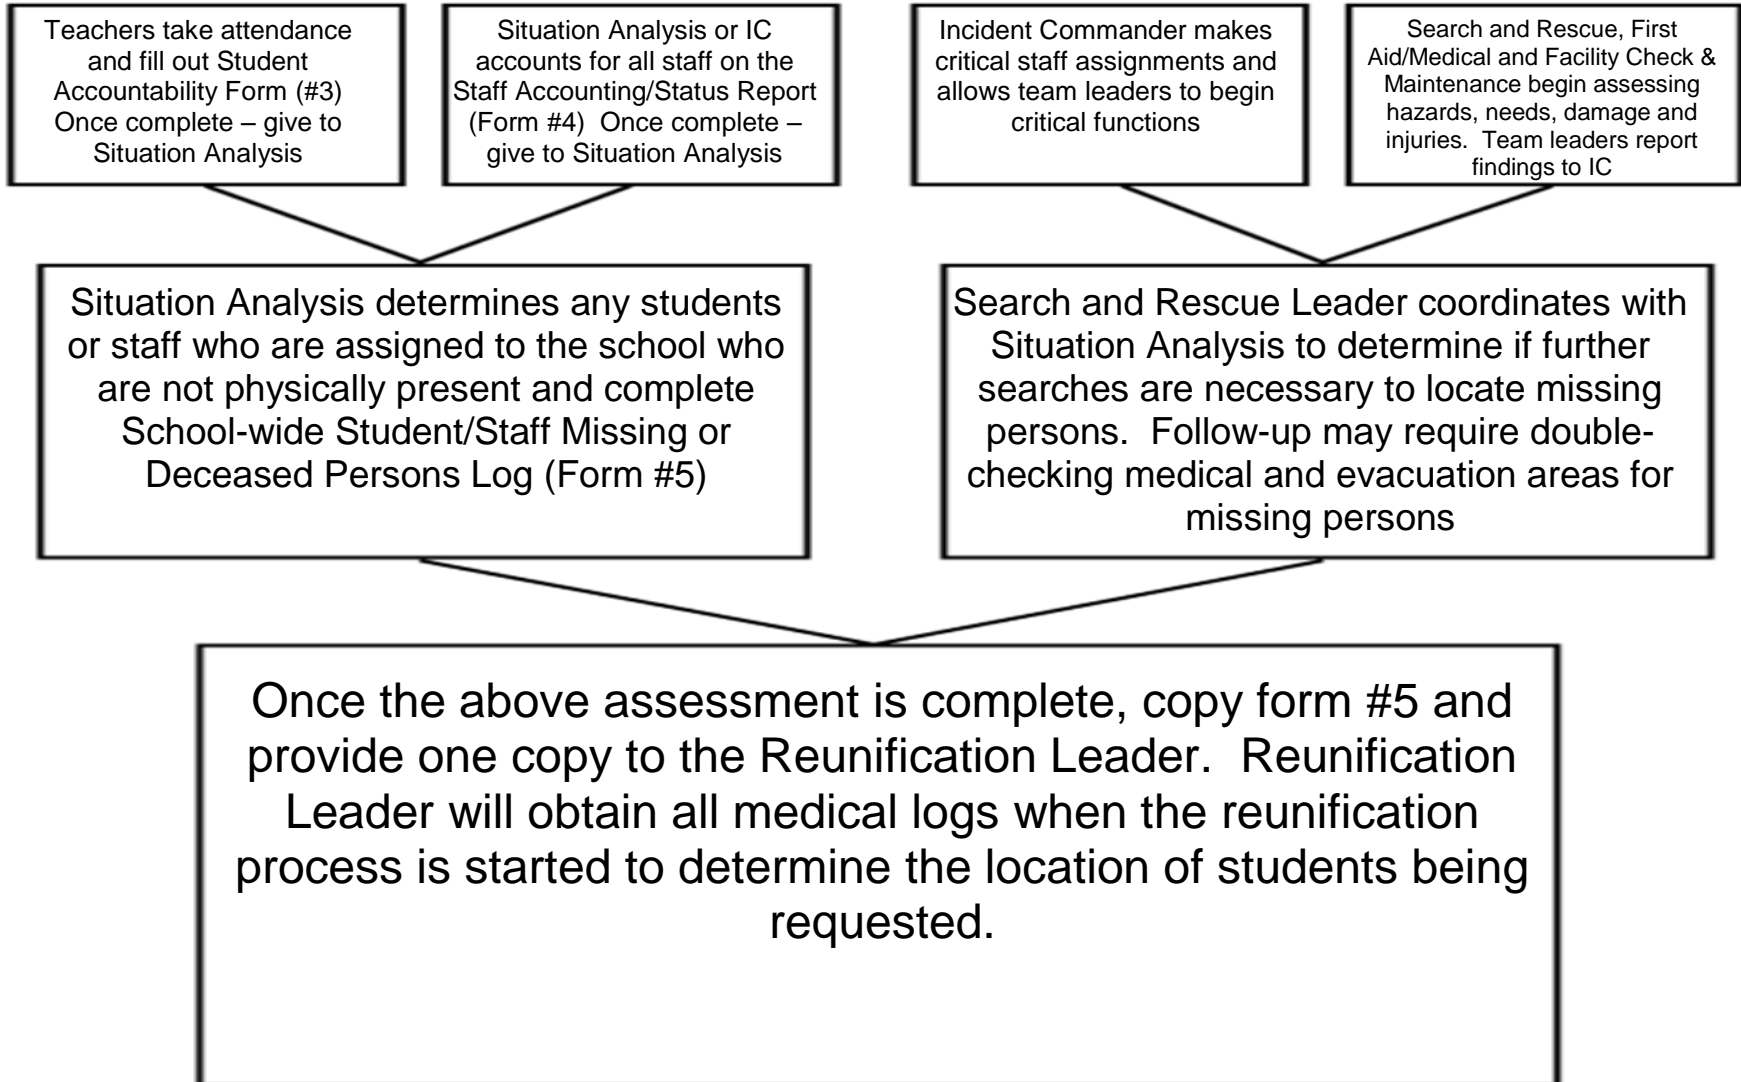 Teachers take attendance
and fill out Student
Accountability Form (#3)
Once complete – give to
Situation Analysis
Situation Analysis or IC
accounts for all staff on the
Staff Accounting/Status Report
(Form #4)  Once complete –
give to Situation Analysis
Incident Commander makes
critical staff assignments and
allows team leaders to begin
critical functions
Search and Rescue, First
Aid/Medical and Facility Check &
Maintenance begin assessing
hazards, needs, damage and
injuries.  Team leaders report
findings to IC
Situation Analysis determines any students
or staff who are assigned to the school who
are not physically present and complete
School-wide Student/Staff Missing or
Deceased Persons Log (Form #5)
Search and Rescue Leader coordinates with
Situation Analysis to determine if further
searches are necessary to locate missing
persons.  Follow-up may require double-
checking medical and evacuation areas for
missing persons
Once the above assessment is complete, copy form #5 and
provide one copy to the Reunification Leader.  Reunification
Leader will obtain all medical logs when the reunification
process is started to determine the location of students being
requested.